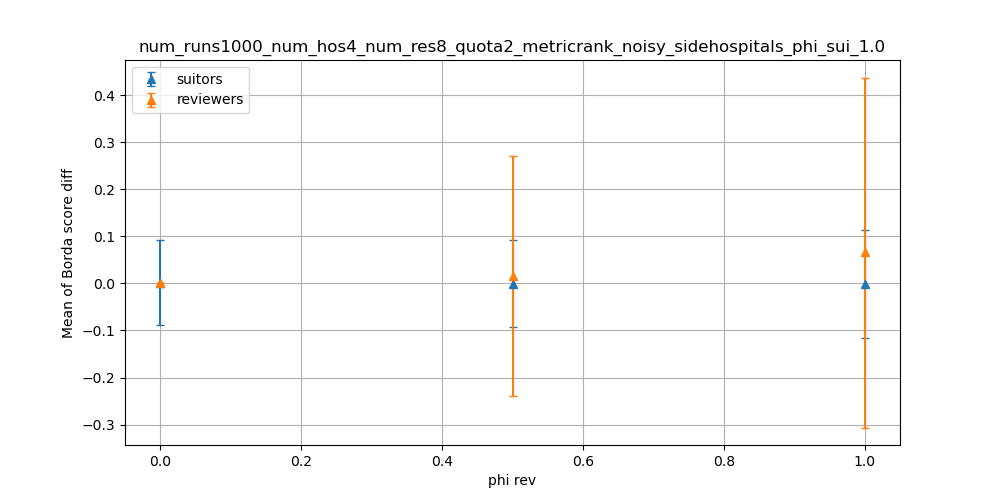 num_runs1000_num_hos4_num_res8_quota2_metricrank_noisy_sidehospitals_phi_sui_1.0
suitors
reviewers
0.4
0.3
0.2
0.1
0.0
−0.1
−0.2
−0.3
Mean of Borda score diff
0.0 0.2 0.4 0.6 0.8 1.0
phi rev